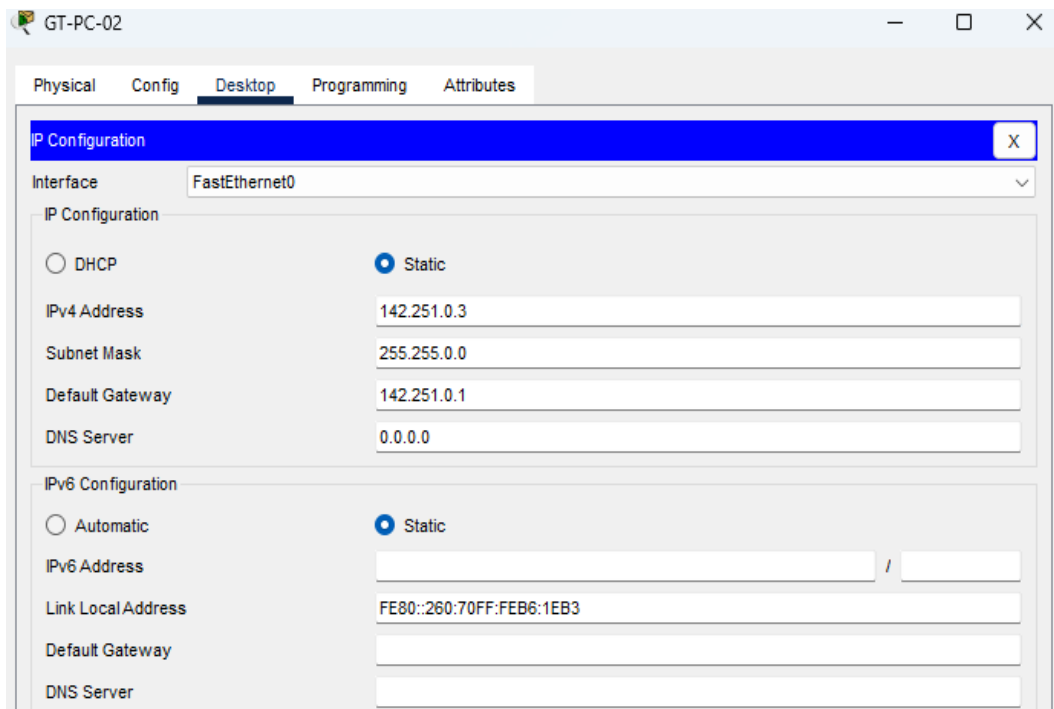 GT-PC-02
Physical Config Desktop Programming Attributes
IP Configuration X
Interface FastEthernet0
IP Configuration
DHCP Static
IPv4 Address 142.251.0.3
Subnet Mask 255.255.0.0
Default Gateway 142.251.0.1
DNS Server 0.0.0.0
IPv6 Configuration
Automatic Static
IPv6 Address /
Link Local Address FE80::260:70FF:FEB6:1EB3
Default Gateway
DNS Server